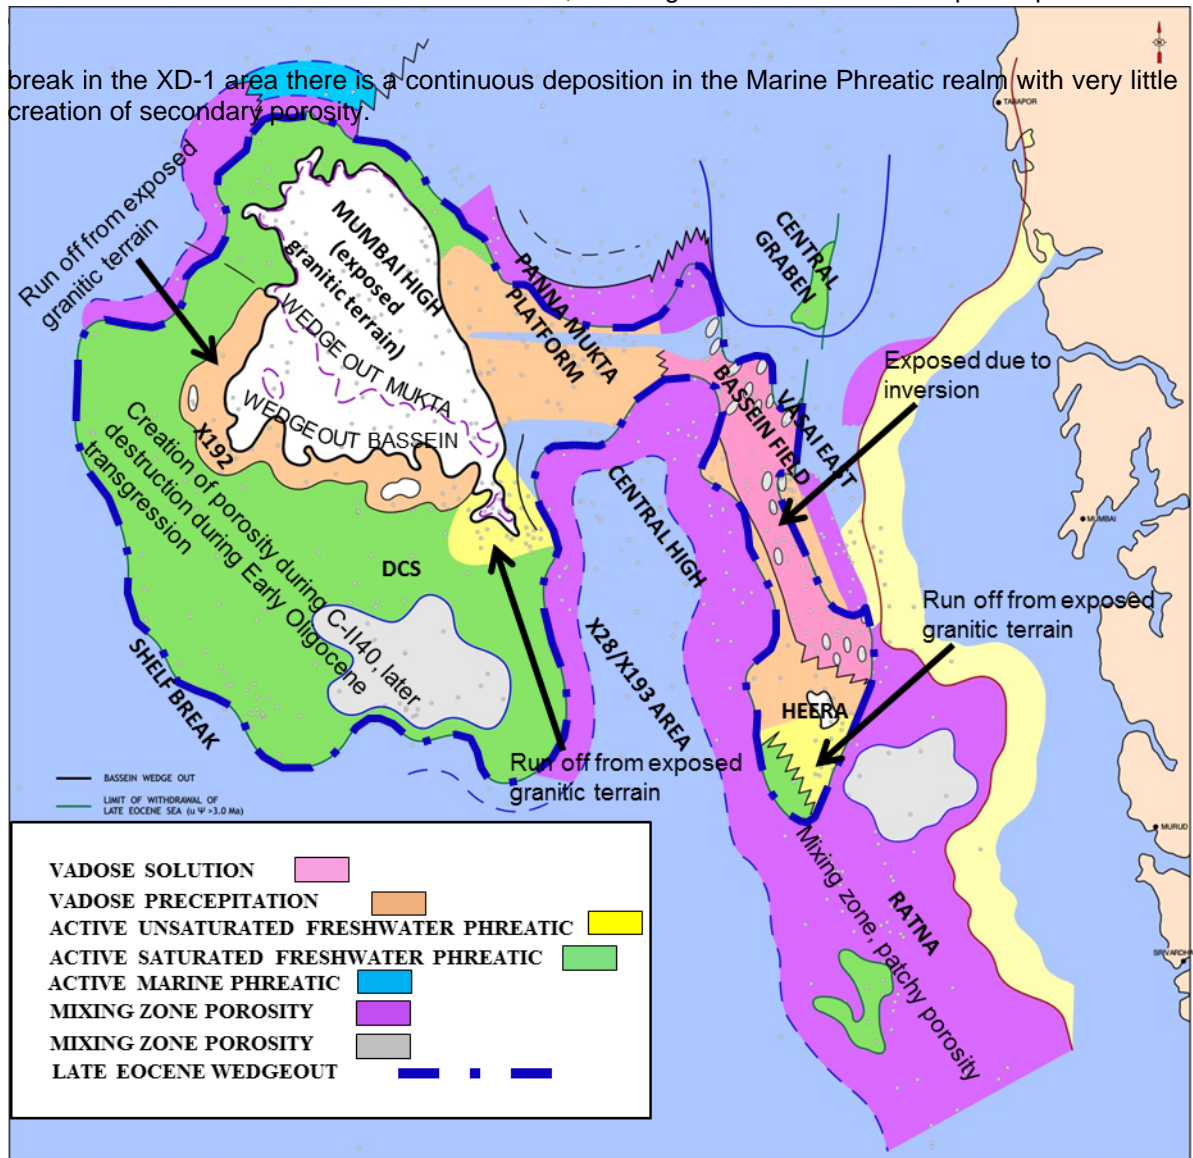 break in the XD-1 area there is a continuous deposition in the Marine Phreatic realm with very little
creation of secondary porosity.
TARAPOR
Run off from exposed
granitic terrain
MUMBAI HIGH
(exposed
granitic terrain)
WEDGE OUT MUKTA
WEDGE OUT BASSEIN
PANNA MUKTA
PLATFORM
CENTRAL
GRABEN
Exposed due to
inversion
BASSEIN FIELD
VASAI EAST
X192
Creation of porosity during C-II40, later
destruction during Early Oligocene
transgression
CENTRAL HIGH
MUMBAI
DCS
Run off from exposed
granitic terrain
SHELF BREAK
X28/X193 AREA
HEERA
Run off from exposed
granitic terrain
BASSEIN WEDGE OUT
LIMIT OF WITHDRAWAL OF
LATE EOCENE SEA (u Ψ >3.0 Ma)
MURUD
Mixing zone, patchy porosity
RATNA
SRIVARDH
VADOSE SOLUTION
VADOSE PRECEPITATION
ACTIVE UNSATURATED FRESHWATER PHREATIC
ACTIVE SATURATED FRESHWATER PHREATIC
ACTIVE MARINE PHREATIC
MIXING ZONE POROSITY
MIXING ZONE POROSITY
LATE EOCENE WEDGEOUT